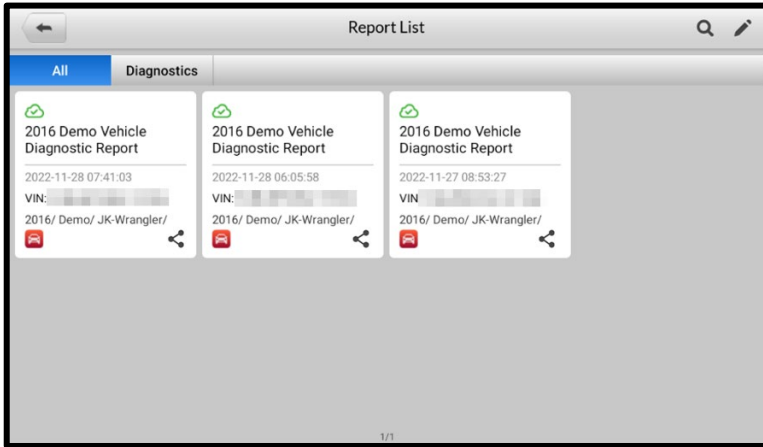 Report List
All
Diagnostics
2016 Demo Vehicle
Diagnostic Report
2022-11-28 07:41:03
VIN:
2016/ Demo/ JK-Wrangler/
2016 Demo Vehicle
Diagnostic Report
2022-11-28 06:05:58
VIN:
2016/ Demo/ JK-Wrangler/
2016 Demo Vehicle
Diagnostic Report
2022-11-27 08:53:27
VIN
2016/ Demo/ JK-Wrangler/
1/1